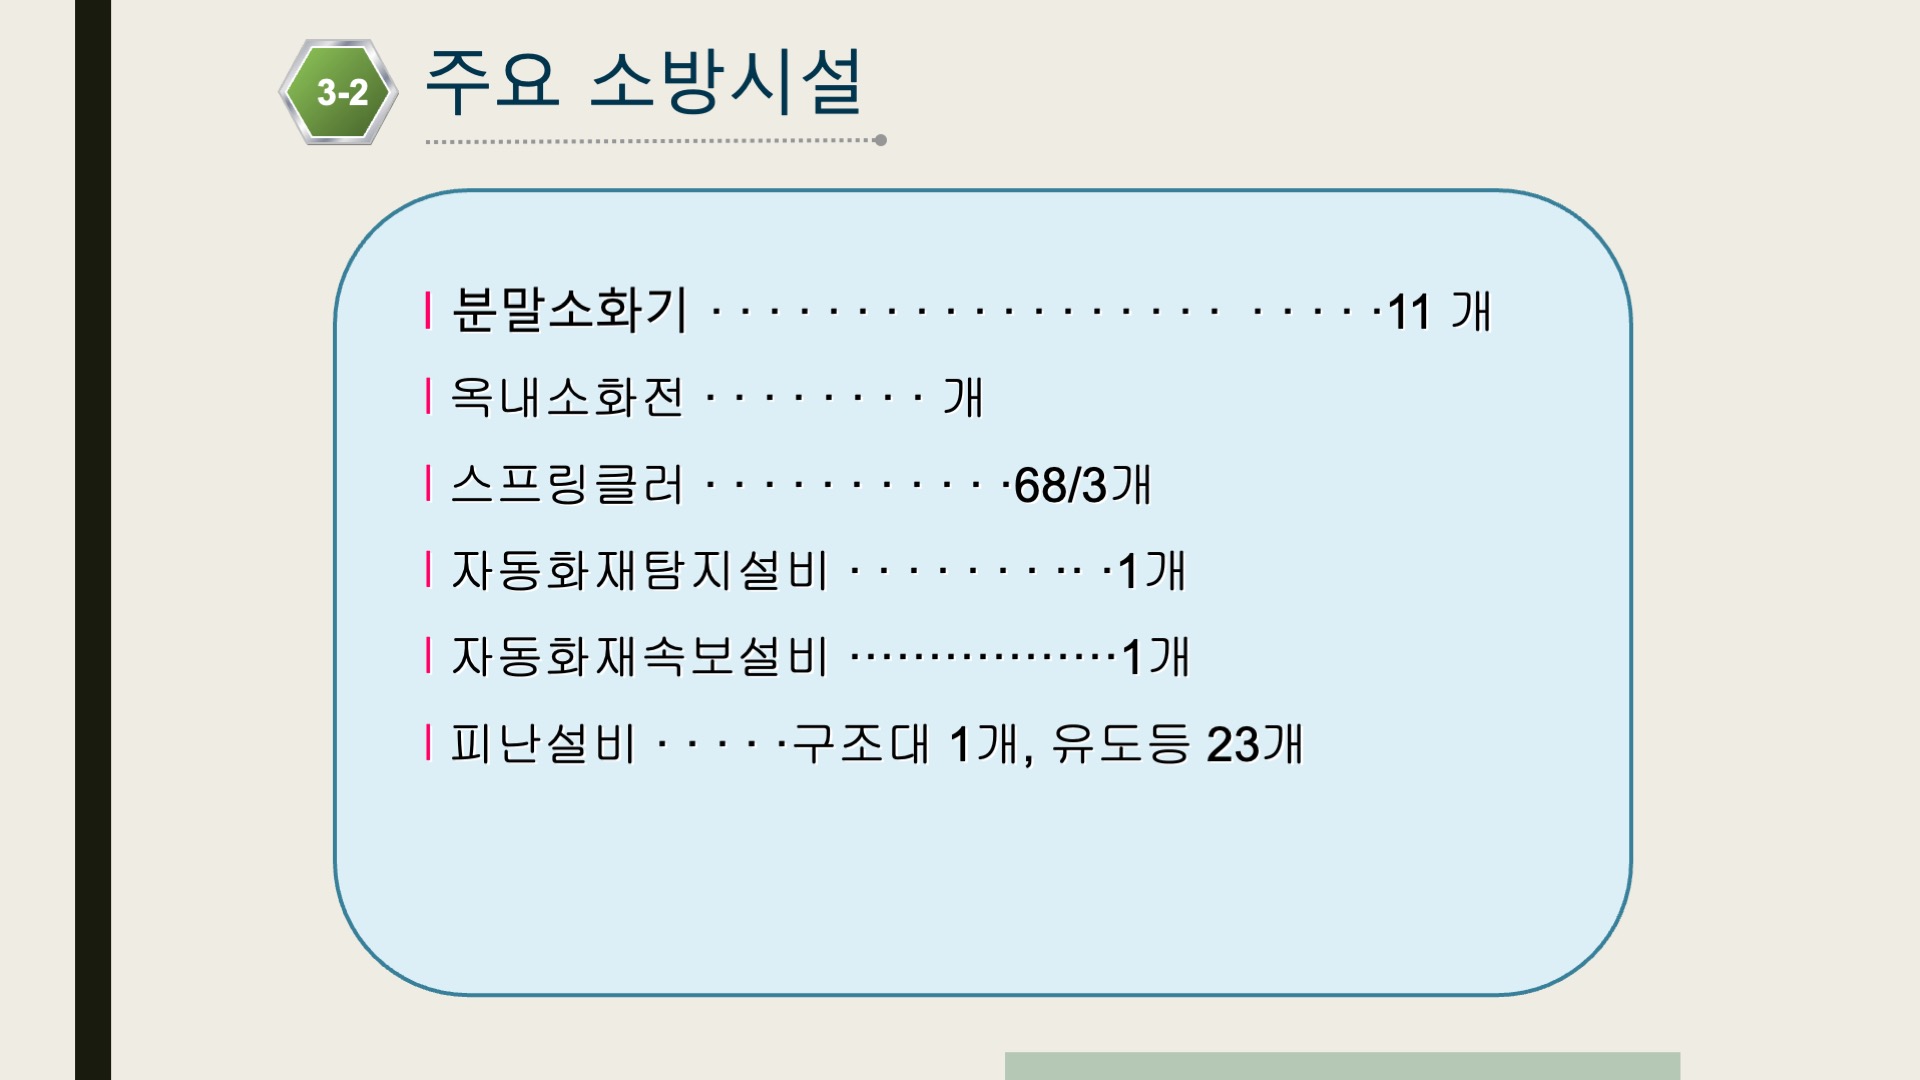 3-2 주요 소방시설
분말소화기 · · · · · · · · · · · · · · · · · · · · · · ·11 개
옥내소화전 · · · · · · · · 개
스프링클러 · · · · · · · · · · ·68/3개
자동화재탐지설비 · · · · · · · ·· ·1개
자동화재속보설비 ·················1개
피난설비 · · · · ·구조대 1개, 유도등 23개